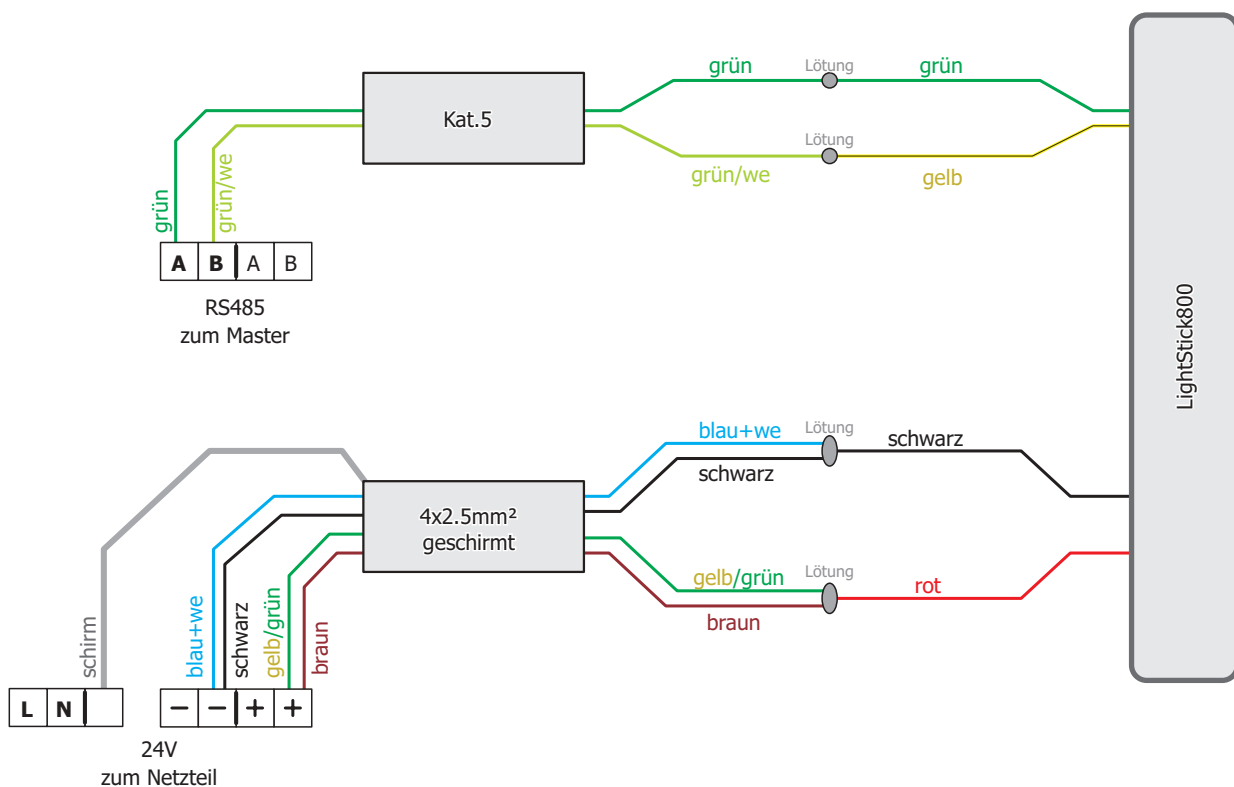 grün
Lötung
grün
Kat.5
Lötung
grün/we
gelb
grün
grün/we
A B A B
RS485
zum Master
LightStick800
blau+we
Lötung
schwarz
schwarz
4x2.5mm²
geschirmt
gelb/grün
Lötung
rot
braun
schirm
blau+we
schwarz
gelb/grün
braun
L N
− − + +
24V
zum Netzteil